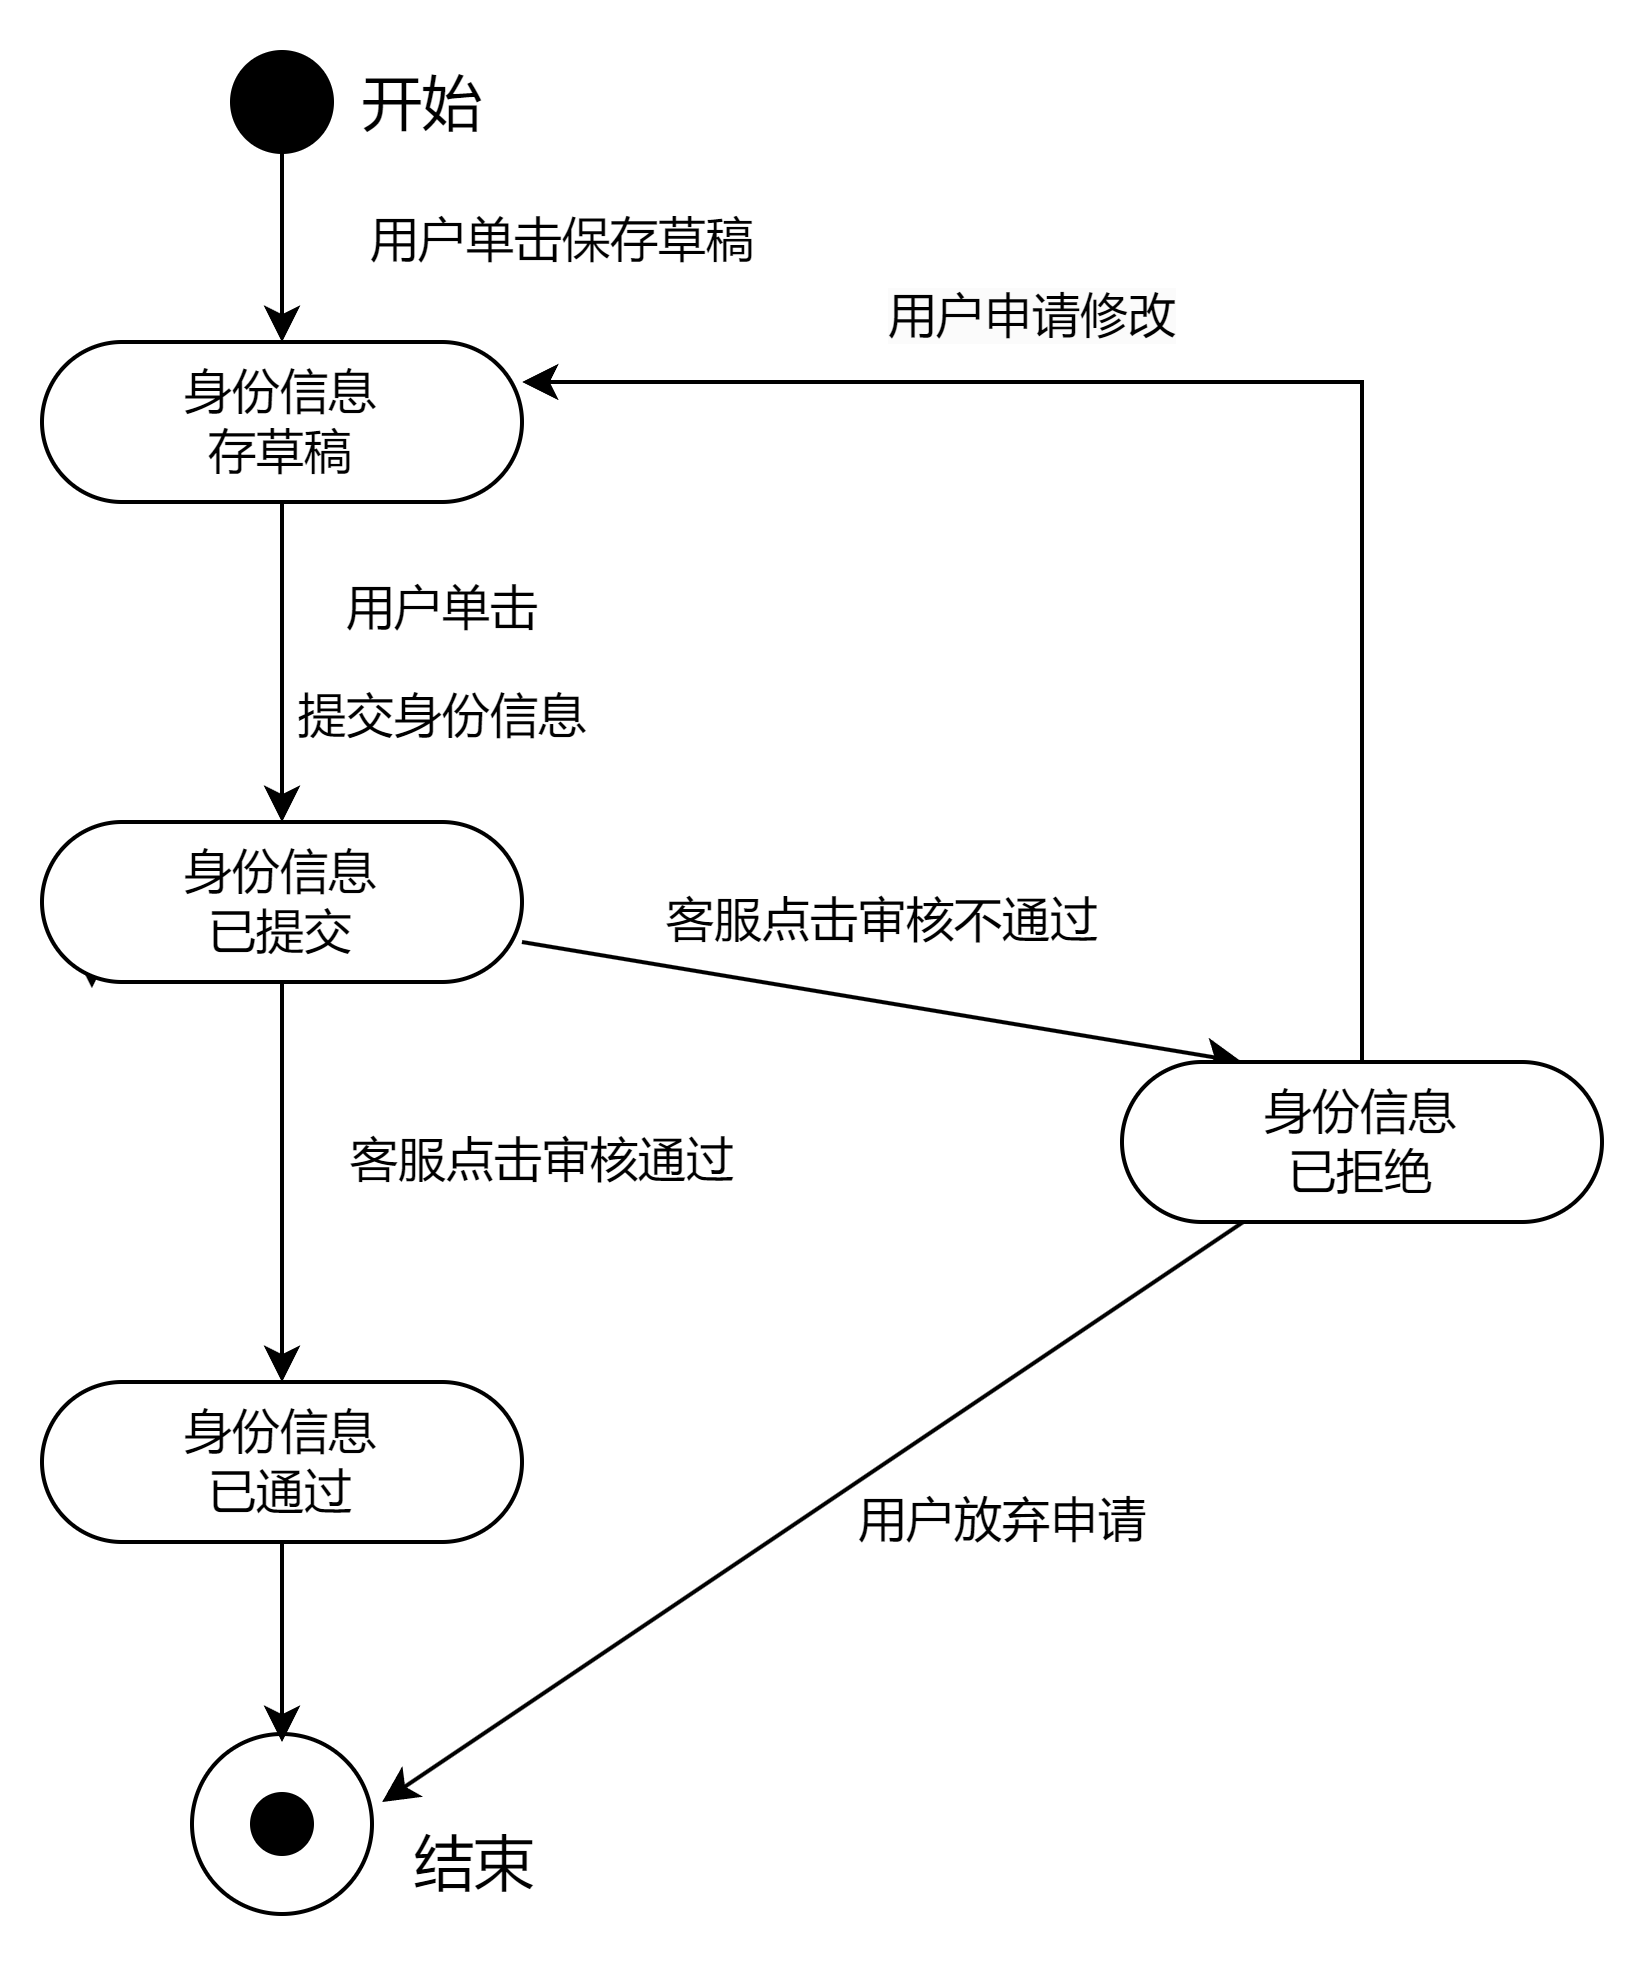 开始
用户单击保存草稿
用户申请修改
身份信息
存草稿
用户单击
提交身份信息
身份信息
已提交
客服点击审核不通过
身份信息
已拒绝
客服点击审核通过
身份信息
已通过
用户放弃申请
结束